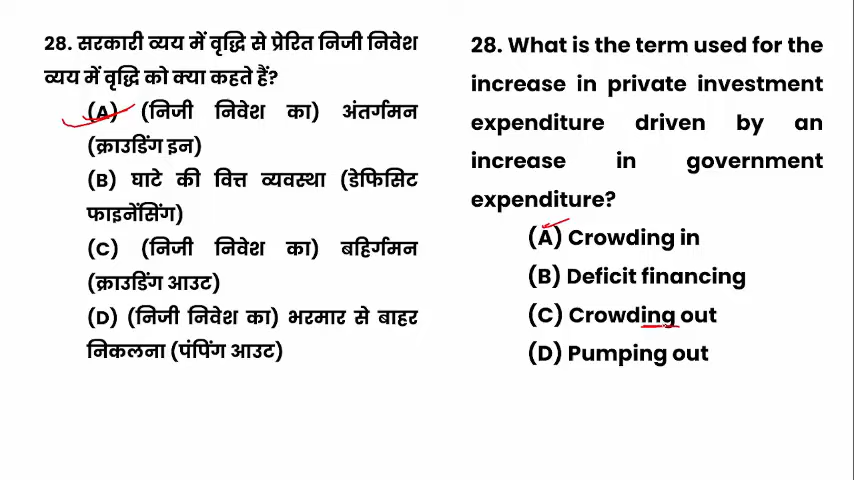 28. सरकारी व्यय में वृद्धि से प्रेरित निजी निवेश
व्यय में वृद्धि को क्या कहते हैं?
(A) (निजी निवेश का) अंतर्गमन
(क्राउडिंग इन)
(B) घाटे की वित्त व्यवस्था (डेफिसिट
फाइनेंसिंग)
(C) (निजी निवेश का) बहिर्गमन
(क्राउडिंग आउट)
(D) (निजी निवेश का) भरमार से बाहर
निकलना (पंपिंग आउट)
28. What is the term used for the
increase in private investment
expenditure driven by an
increase in government
expenditure?
(A) Crowding in
(B) Deficit financing
(C) Crowding out
(D) Pumping out